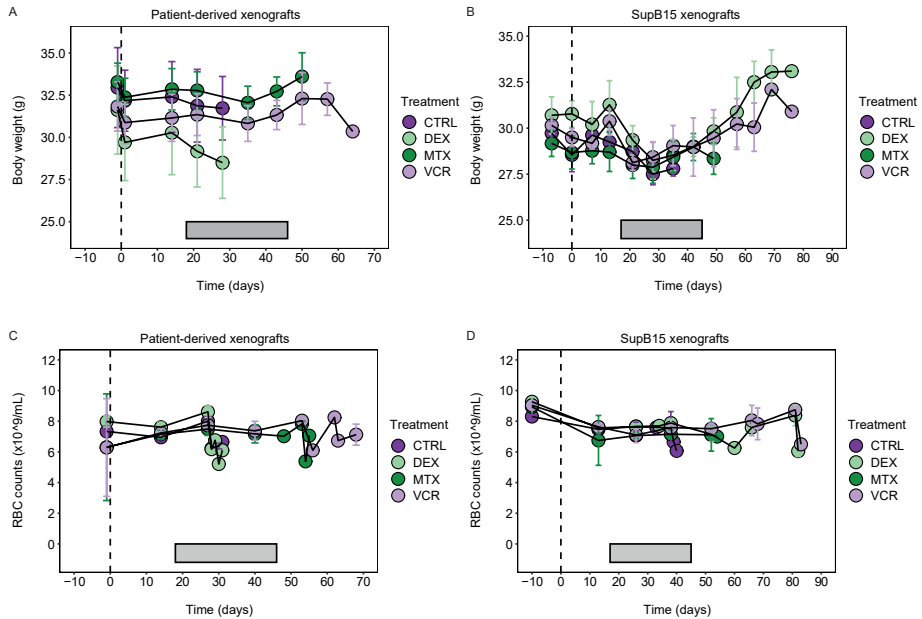 A
Patient-derived xenografts
35.0
32.5
30.0
27.5
25.0
Body weight (g)
−10 0 10 20 30 40 50 60 70
Time (days)
Treatment
CTRL
DEX
MTX
VCR
B
SupB15 xenografts
35.0
32.5
30.0
27.5
25.0
Body weight (g)
−10 0 10 20 30 40 50 60 70 80 90
Time (days)
Treatment
CTRL
DEX
MTX
VCR
C
Patient-derived xenografts
12
10
8
6
4
2
0
RBC counts (x10^9/mL)
−10 0 10 20 30 40 50 60 70
Time (days)
Treatment
CTRL
DEX
MTX
VCR
D
SupB15 xenografts
12
10
8
6
4
2
0
RBC counts (x10^9/mL)
−10 0 10 20 30 40 50 60 70 80 90
Time (days)
Treatment
CTRL
DEX
MTX
VCR